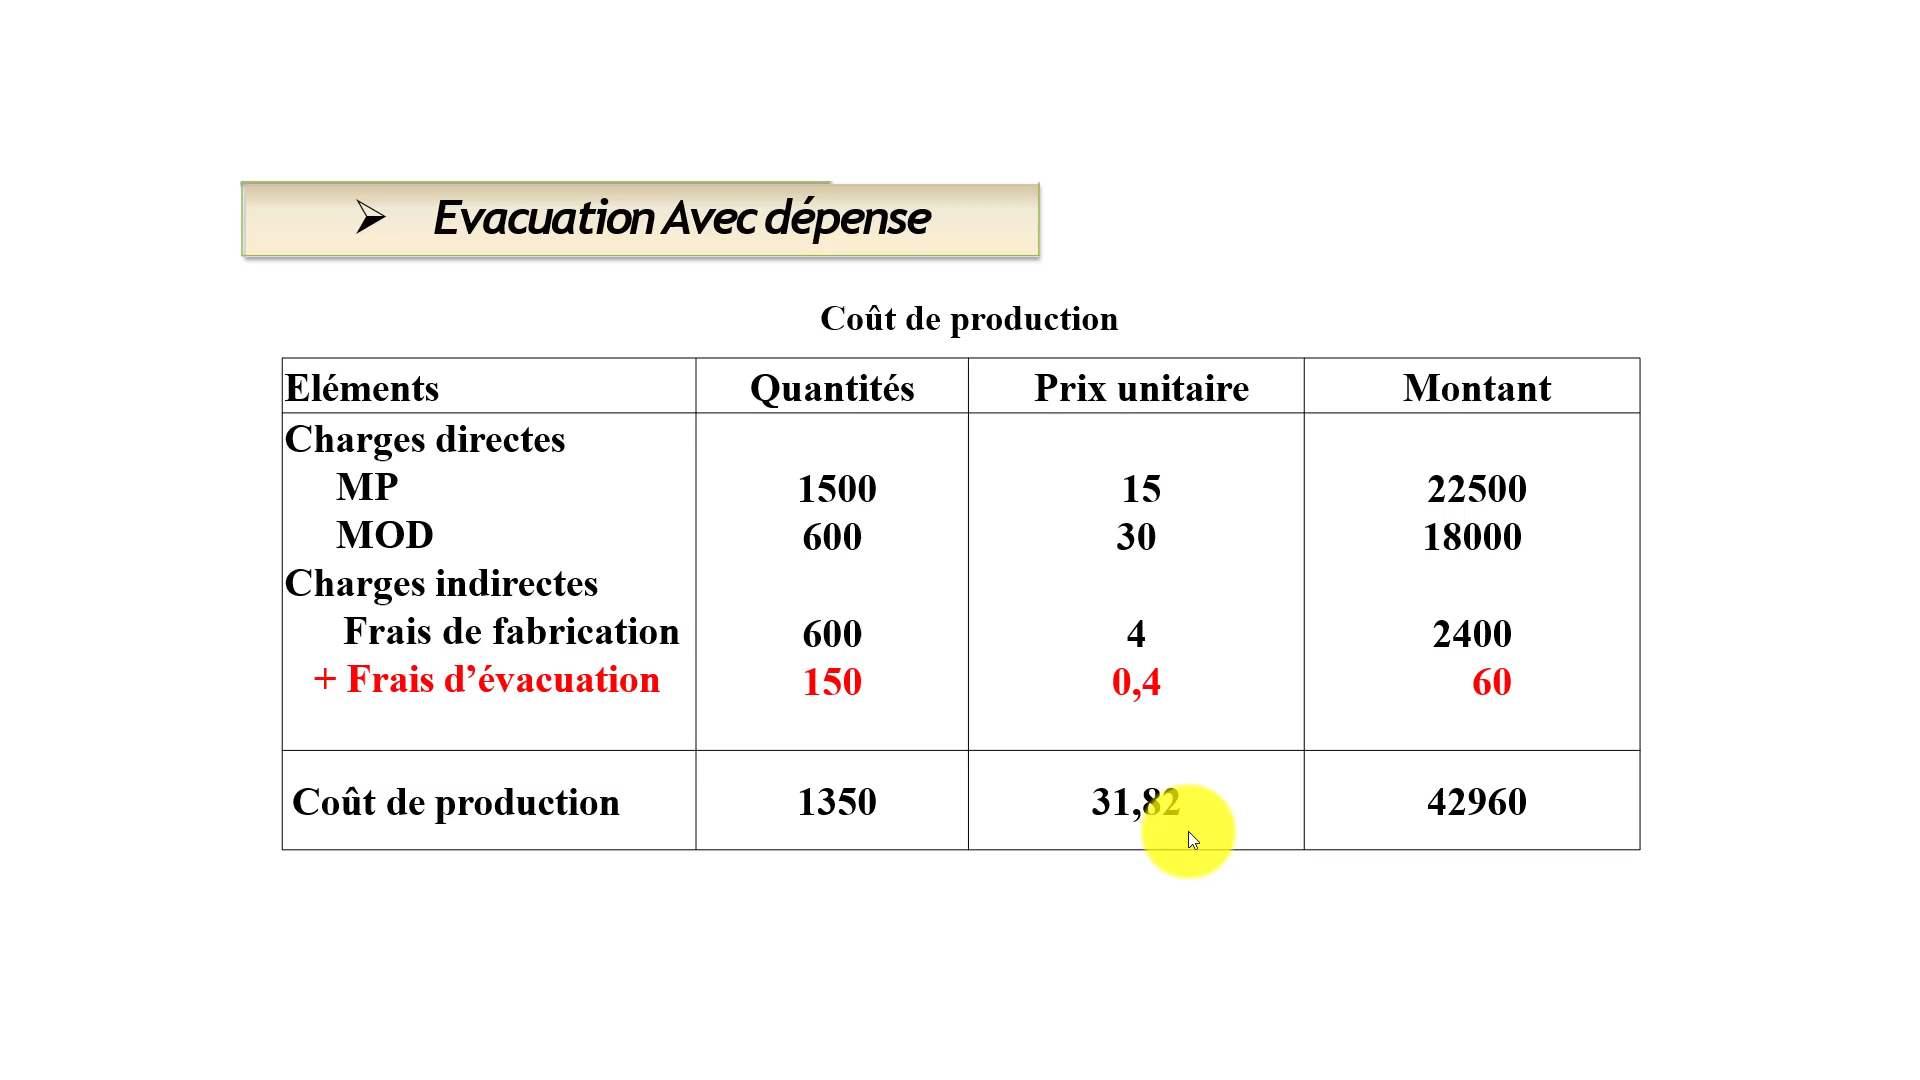 ➢ Evacuation Avec dépense
Coût de production
Eléments Quantités Prix unitaire Montant
Charges directes
MP 1500 15 22500
MOD 600 30 18000
Charges indirectes
Frais de fabrication 600 4 2400
+ Frais d’évacuation 150 0,4 60
Coût de production 1350 31,82 42960